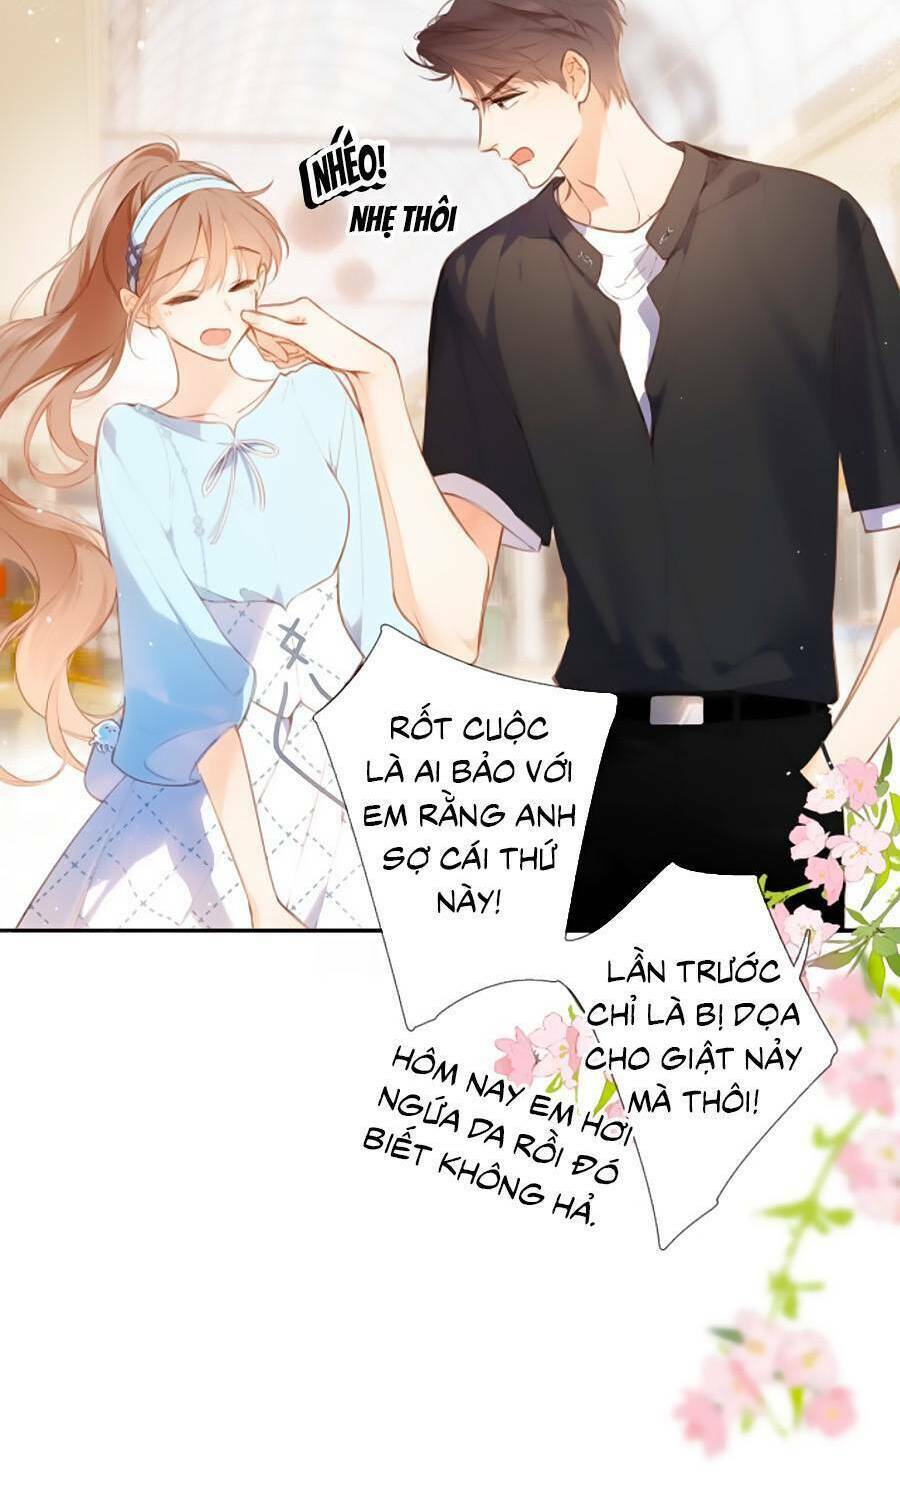 NHÉO!
NHẸ THÔI
RỐT CUỘC
LÀ AI BẢO VỚI
EM RẰNG ANH
SỢ CÁI THỨ
NÀY!
LẦN TRƯỚC
CHỈ LÀ BỊ DỌA
CHO GIẬT NẢY
MÀ THÔI!
HÔM NAY EM HƠI
NGỨA DA RỒI ĐÓ
BIẾT KHÔNG HẢ.